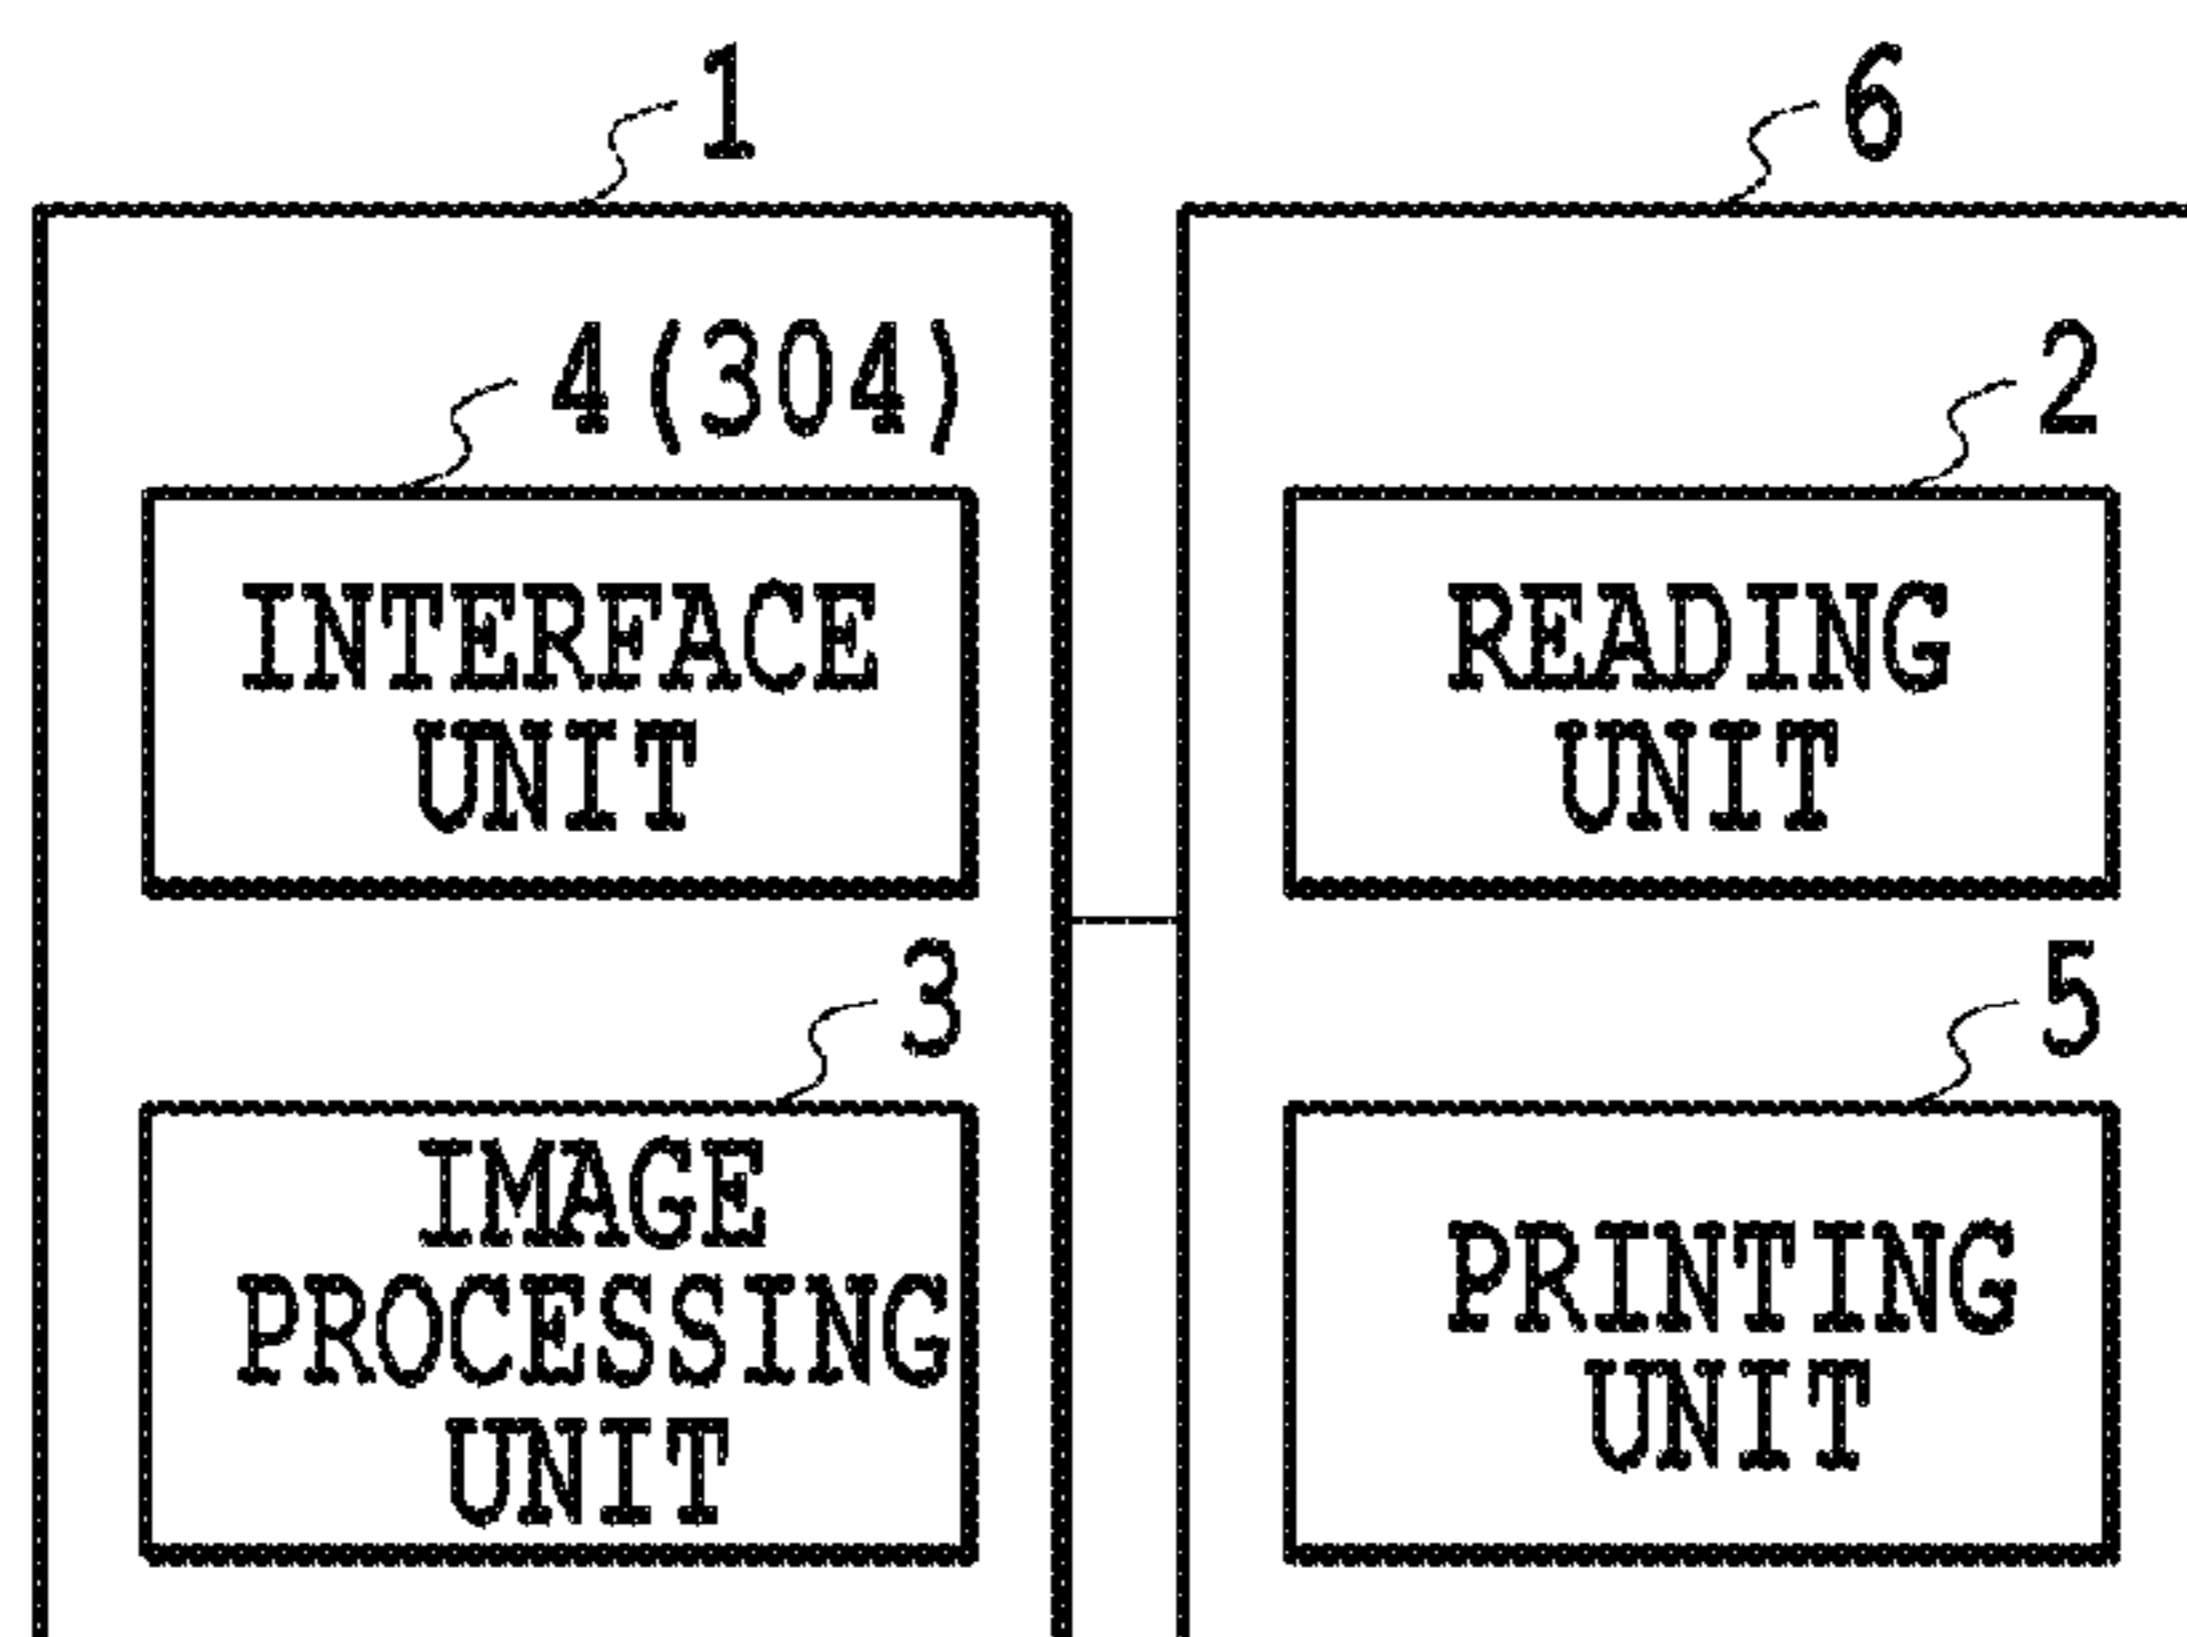 1
4(304)
INTERFACE
UNIT
3
IMAGE
PROCESSING
UNIT
6
2
READING
UNIT
5
PRINTING
UNIT